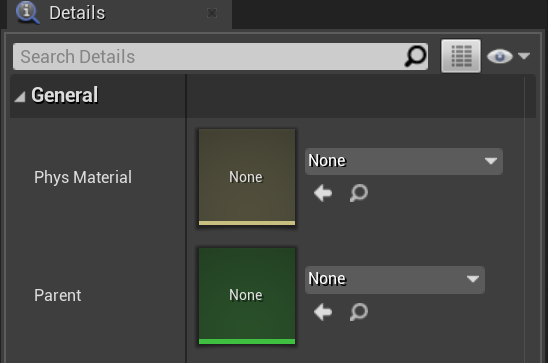 Details
Search Details
General
Phys Material
None
None
Parent
None
None